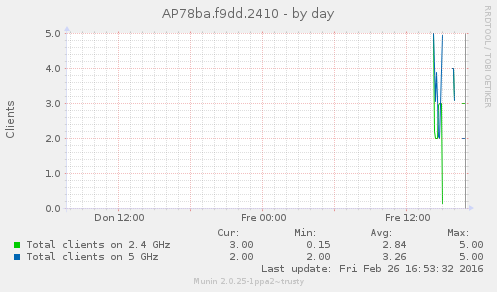 AP78ba.f9dd.2410 - by day
RRDTOOL / TOBI OETIKER
Clients
5.0
4.0
3.0
2.0
1.0
0.0
Don 12:00 Fre 00:00 Fre 12:00
Cur: Min: Avg: Max:
Total clients on 2.4 GHz 3.00 0.15 2.84 5.00
Total clients on 5 GHz 2.00 2.00 3.26 5.00
Last update: Fri Feb 26 16:53:32 2016
Munin 2.0.25-1ppa2~trusty